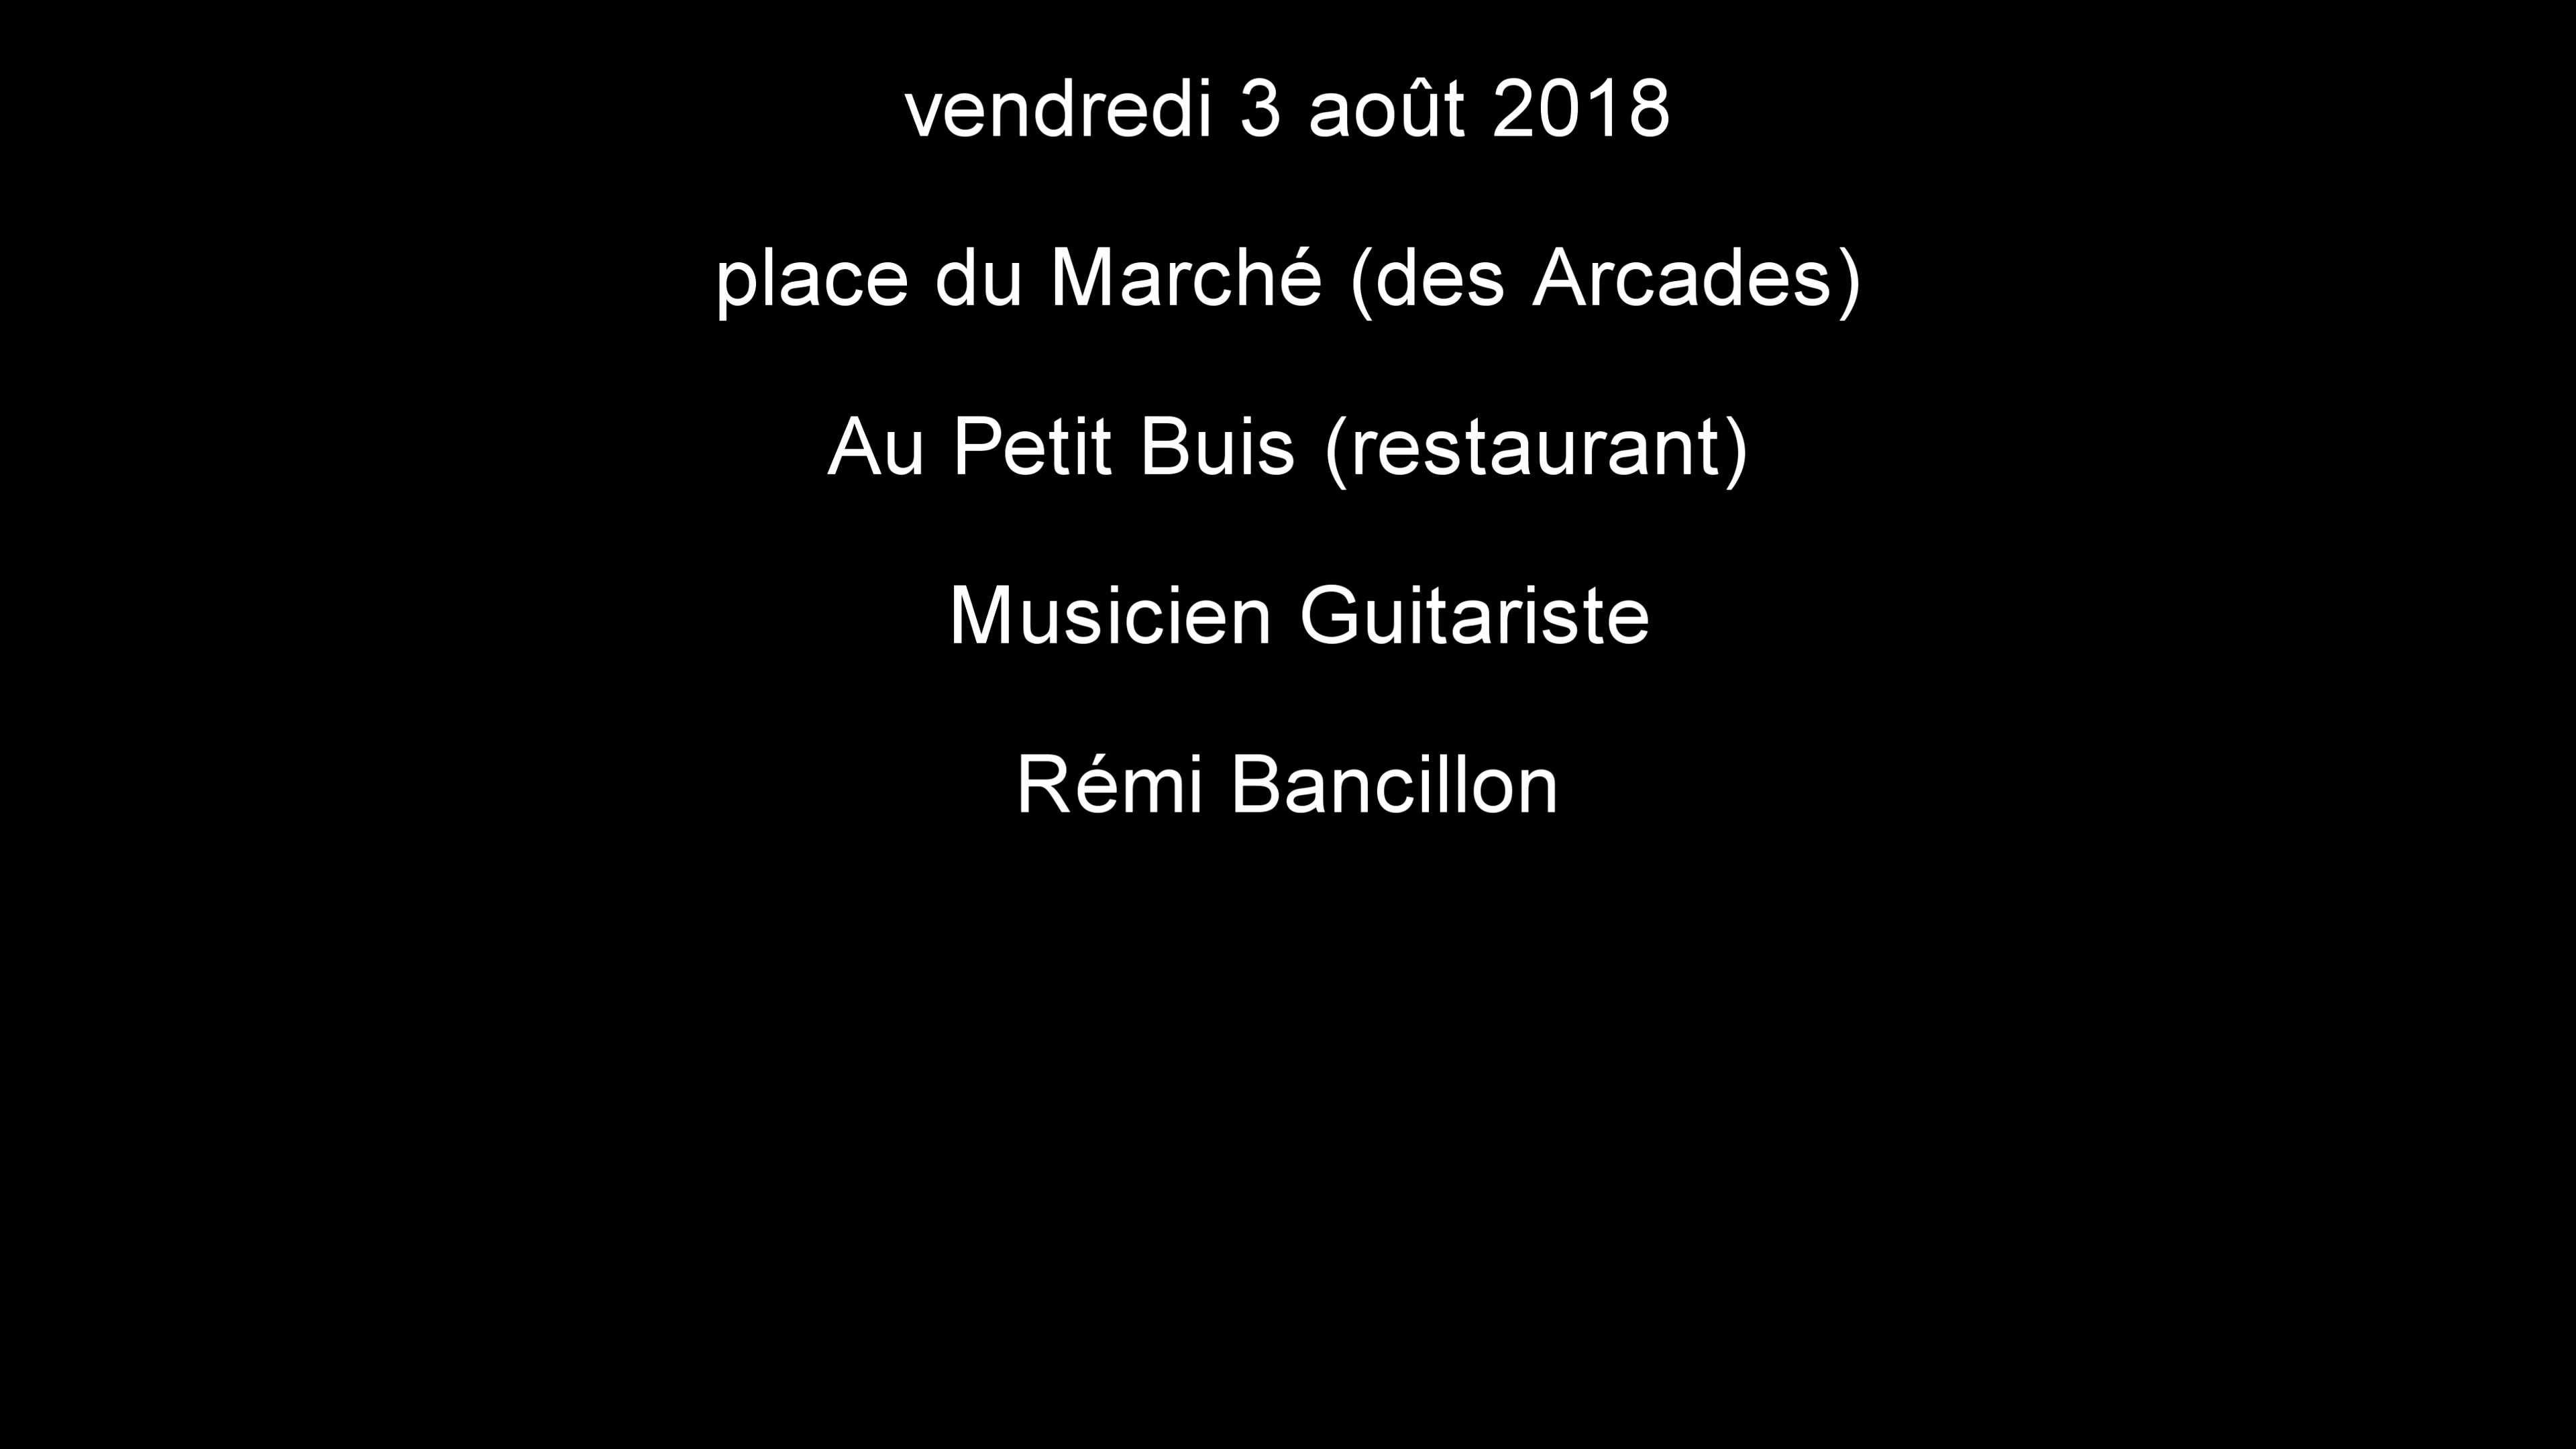 vendredi 3 août 2018
place du Marché (des Arcades)
Au Petit Buis (restaurant)
Musicien Guitariste
Rémi Bancillon